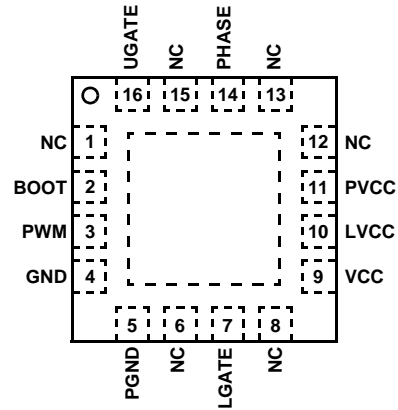 UGATE NC PHASE NC
16 15 14 13
NC 1 12 NC
BOOT 2 11 PVCC
PWM 3 10 LVCC
GND 4 9 VCC
5 6 7 8
PGND NC LGATE NC